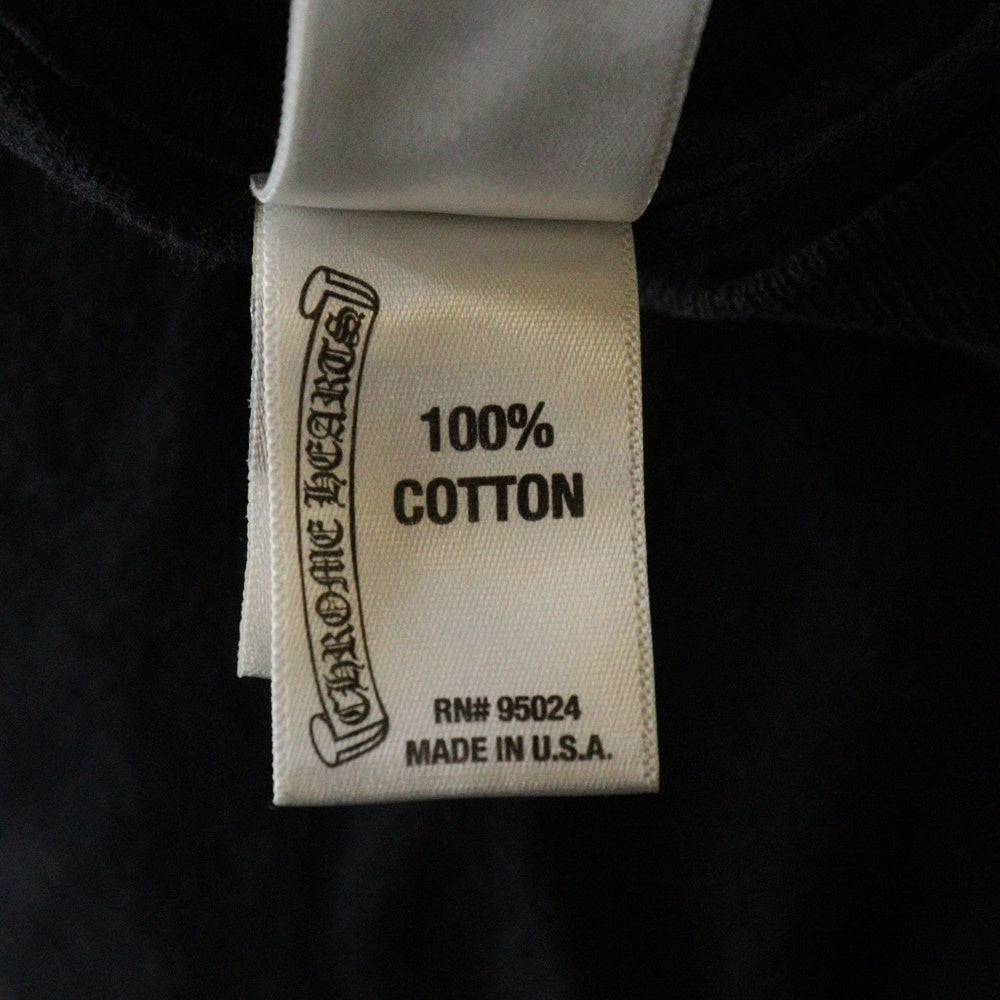 CHROME HEARTS
100%
COTTON
RN# 95024
MADE IN U.S.A.